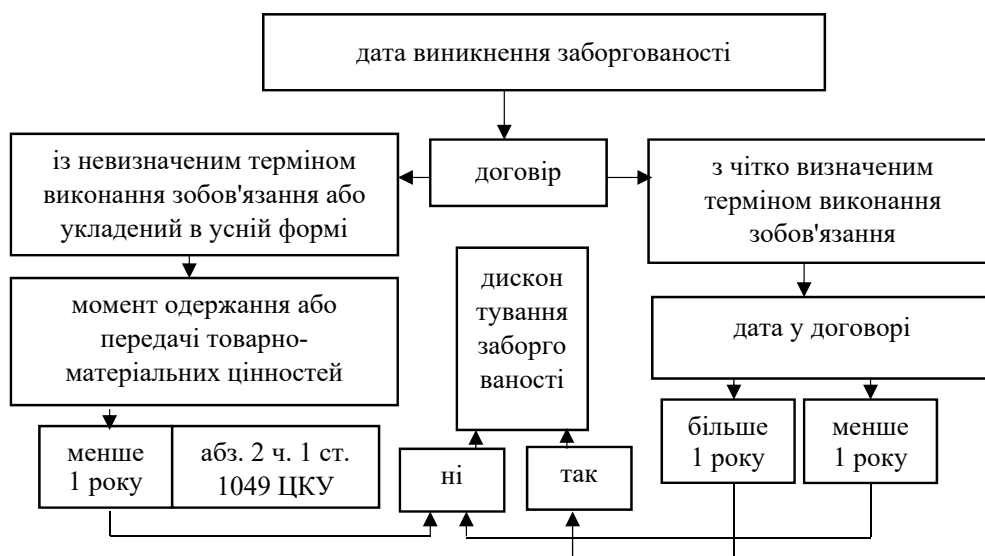 дата виникнення заборгованості
із невизначеним терміном
виконання зобов'язання або
укладений в усній формі
договір
з чітко визначеним
терміном виконання
зобов'язання
момент одержання або
передачі товарно-
матеріальних цінностей
дискон
тування
заборго
ваності
дата у договорі
менше
1 року
абз. 2 ч. 1 ст.
1049 ЦКУ
ні
так
більше
1 року
менше
1 року